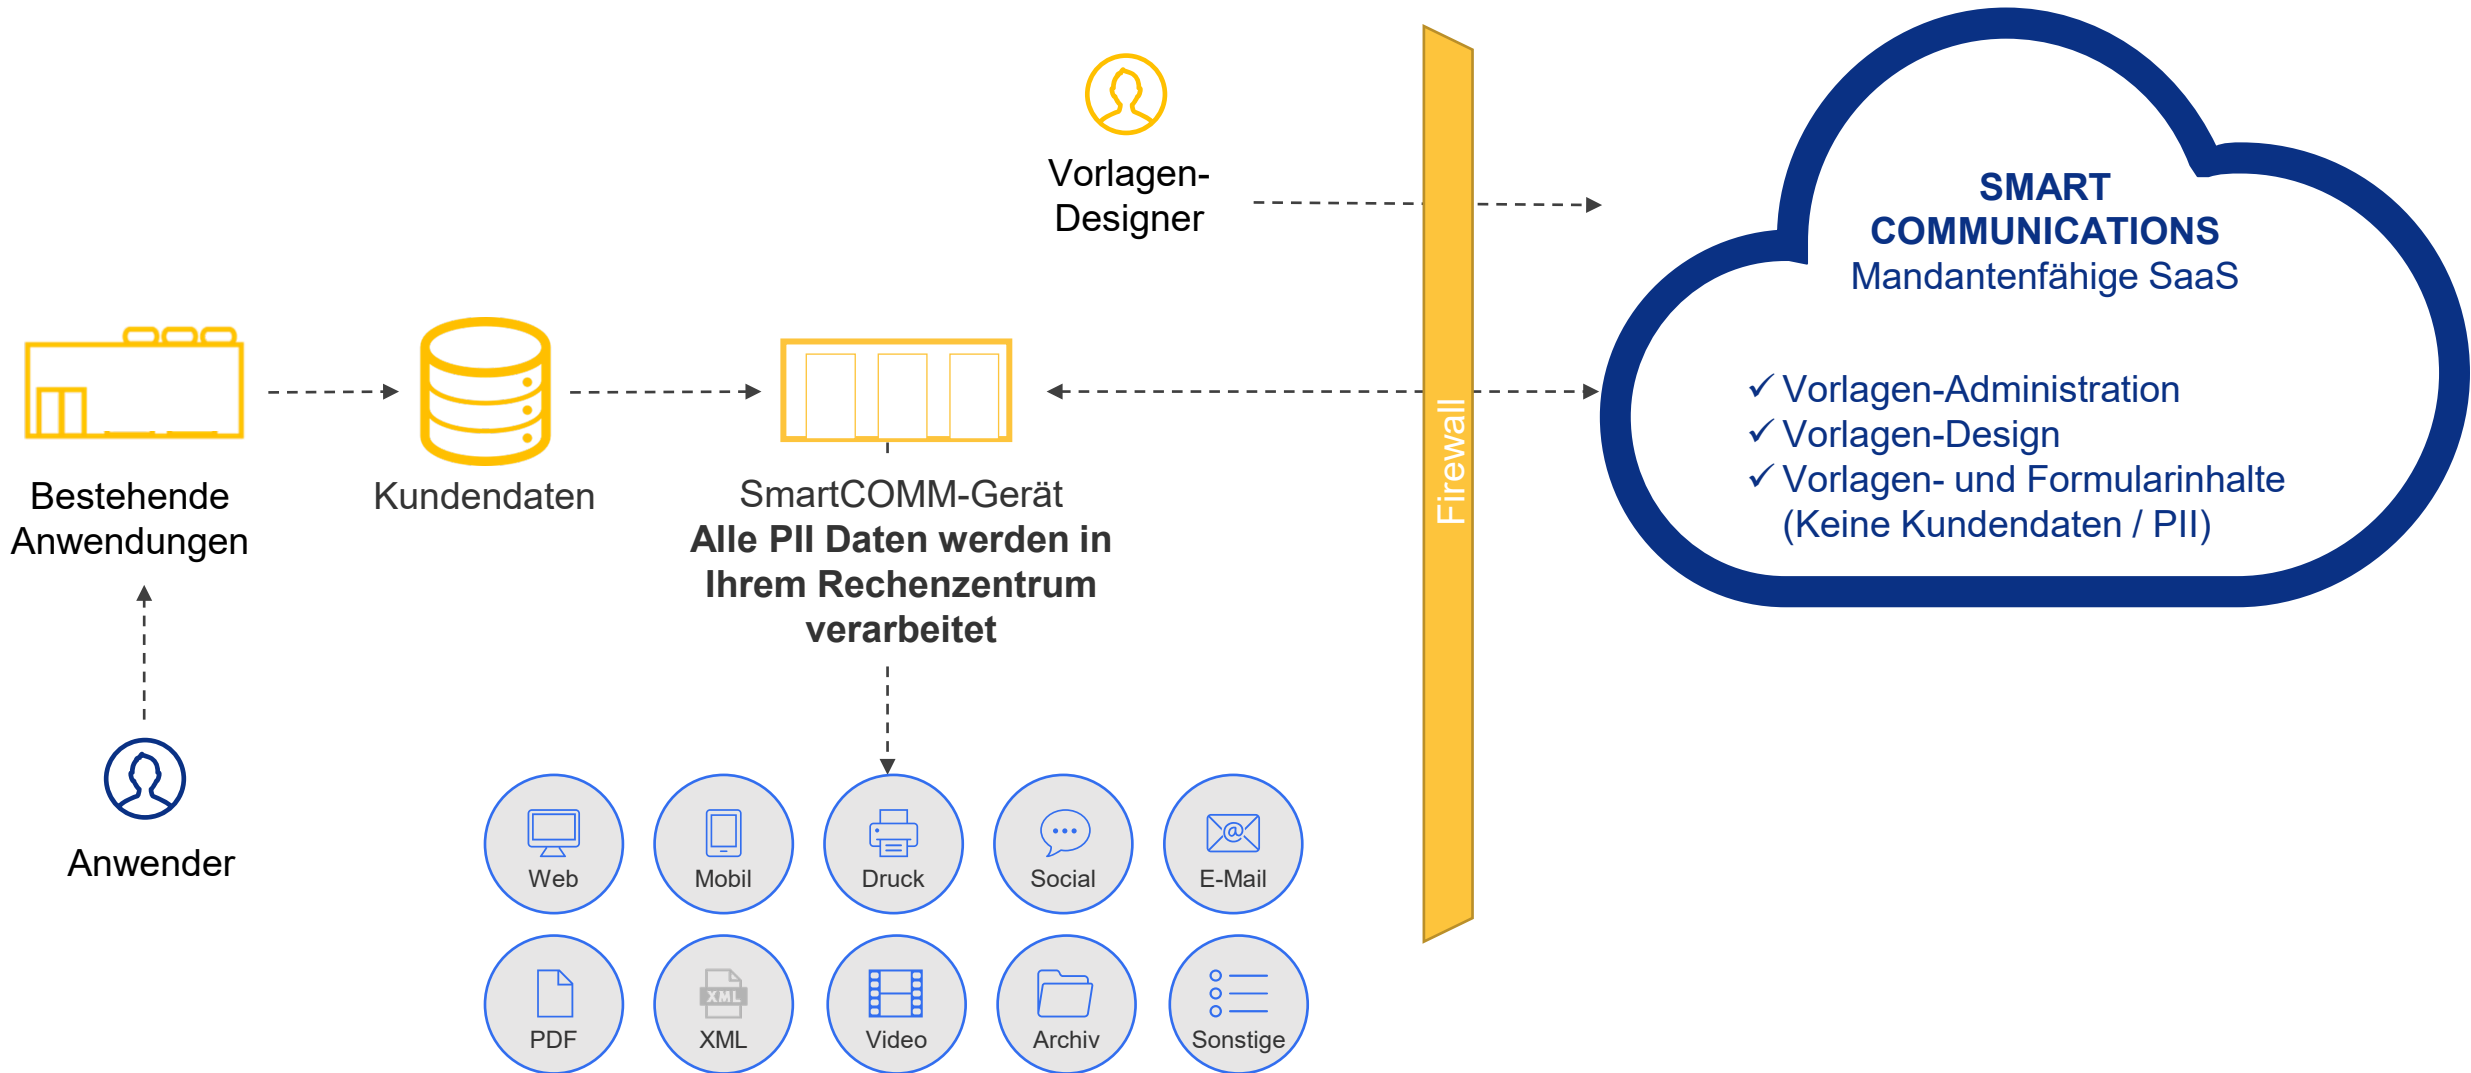 Vorlagen-
Designer
SMART
COMMUNICATIONS
Mandantenfähige SaaS
✓ Vorlagen-Administration
✓ Vorlagen-Design
✓ Vorlagen- und Formularinhalte
(Keine Kundendaten / PII)
Firewall
Bestehende
Anwendungen
Kundendaten
SmartCOMM-Gerät
Alle PII Daten werden in
Ihrem Rechenzentrum
verarbeitet
Anwender
Web
Mobil
Druck
Social
@
E-Mail
PDF
XML
XML
Video
Archiv
Sonstige